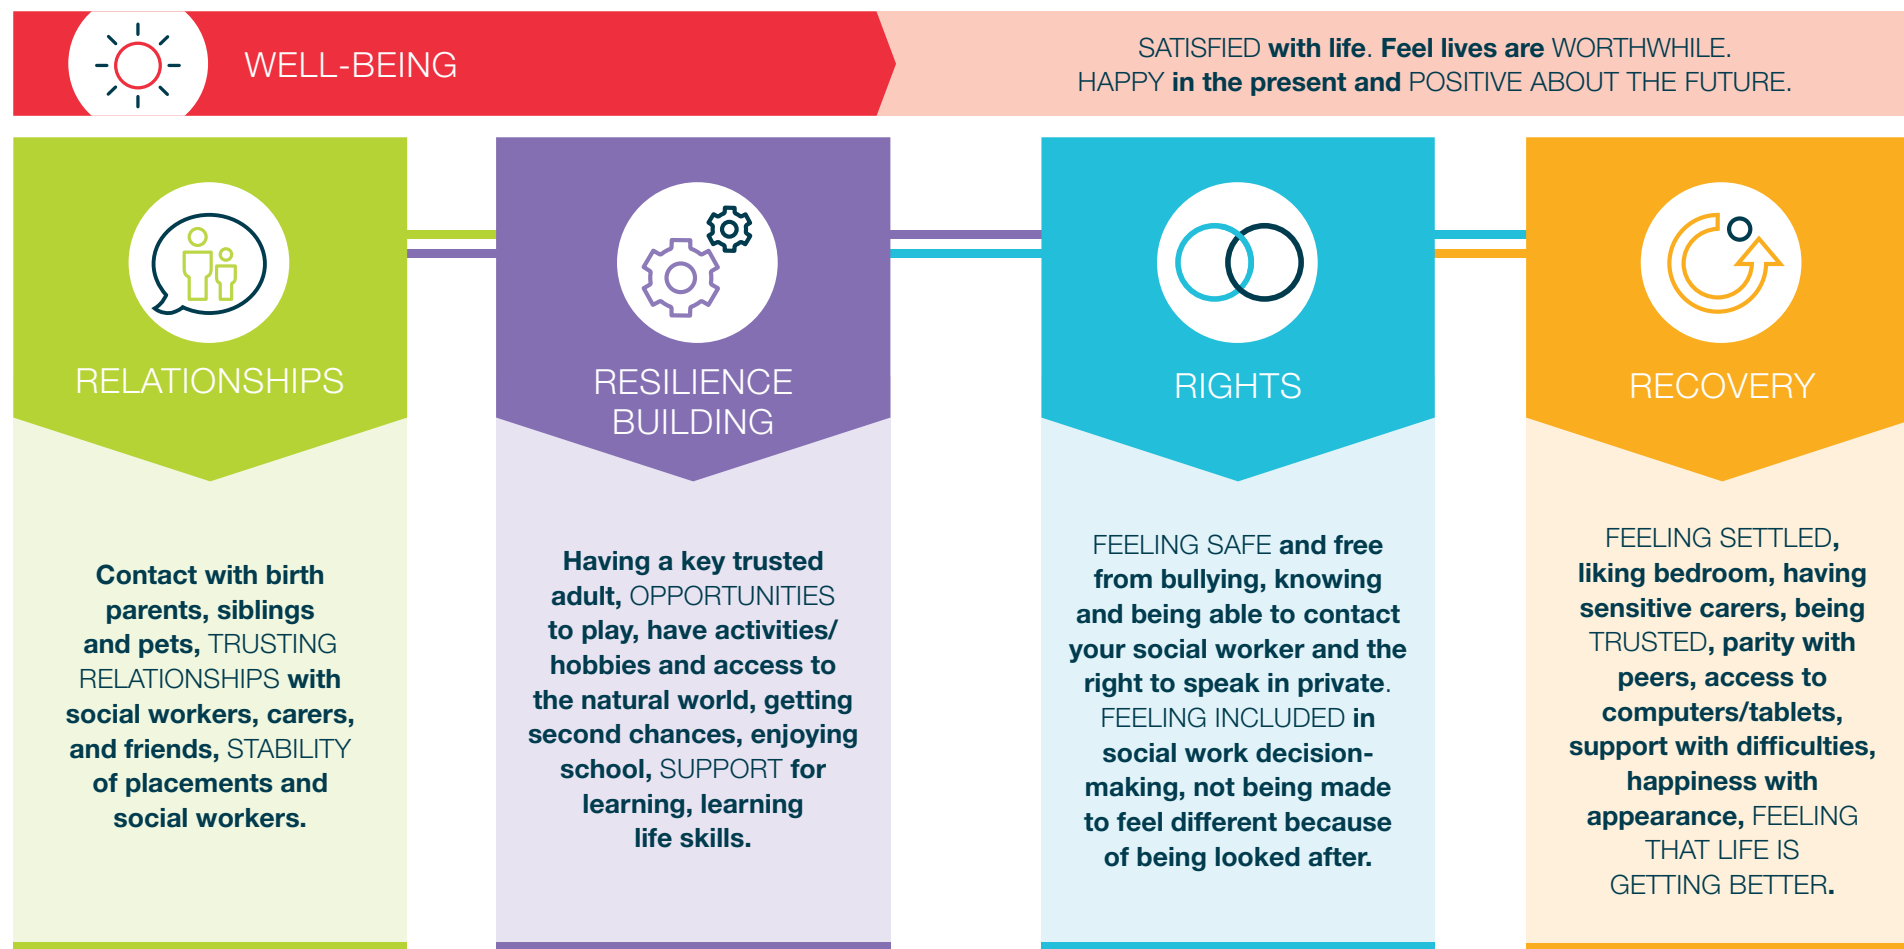 WELL-BEING
SATISFIED with life. Feel lives are WORTHWHILE.
HAPPY in the present and POSITIVE ABOUT THE FUTURE.
RELATIONSHIPS
Contact with birth
parents, siblings
and pets, TRUSTING
RELATIONSHIPS with
social workers, carers,
and friends, STABILITY
of placements and
social workers.
RESILIENCE
BUILDING
Having a key trusted
adult, OPPORTUNITIES
to play, have activities/
hobbies and access to
the natural world, getting
second chances, enjoying
school, SUPPORT for
learning, learning
life skills.
RIGHTS
FEELING SAFE and free
from bullying, knowing
and being able to contact
your social worker and the
right to speak in private.
FEELING INCLUDED in
social work decision-
making, not being made
to feel different because
of being looked after.
RECOVERY
FEELING SETTLED,
liking bedroom, having
sensitive carers, being
TRUSTED, parity with
peers, access to
computers/tablets,
support with difficulties,
happiness with
appearance, FEELING
THAT LIFE IS
GETTING BETTER.